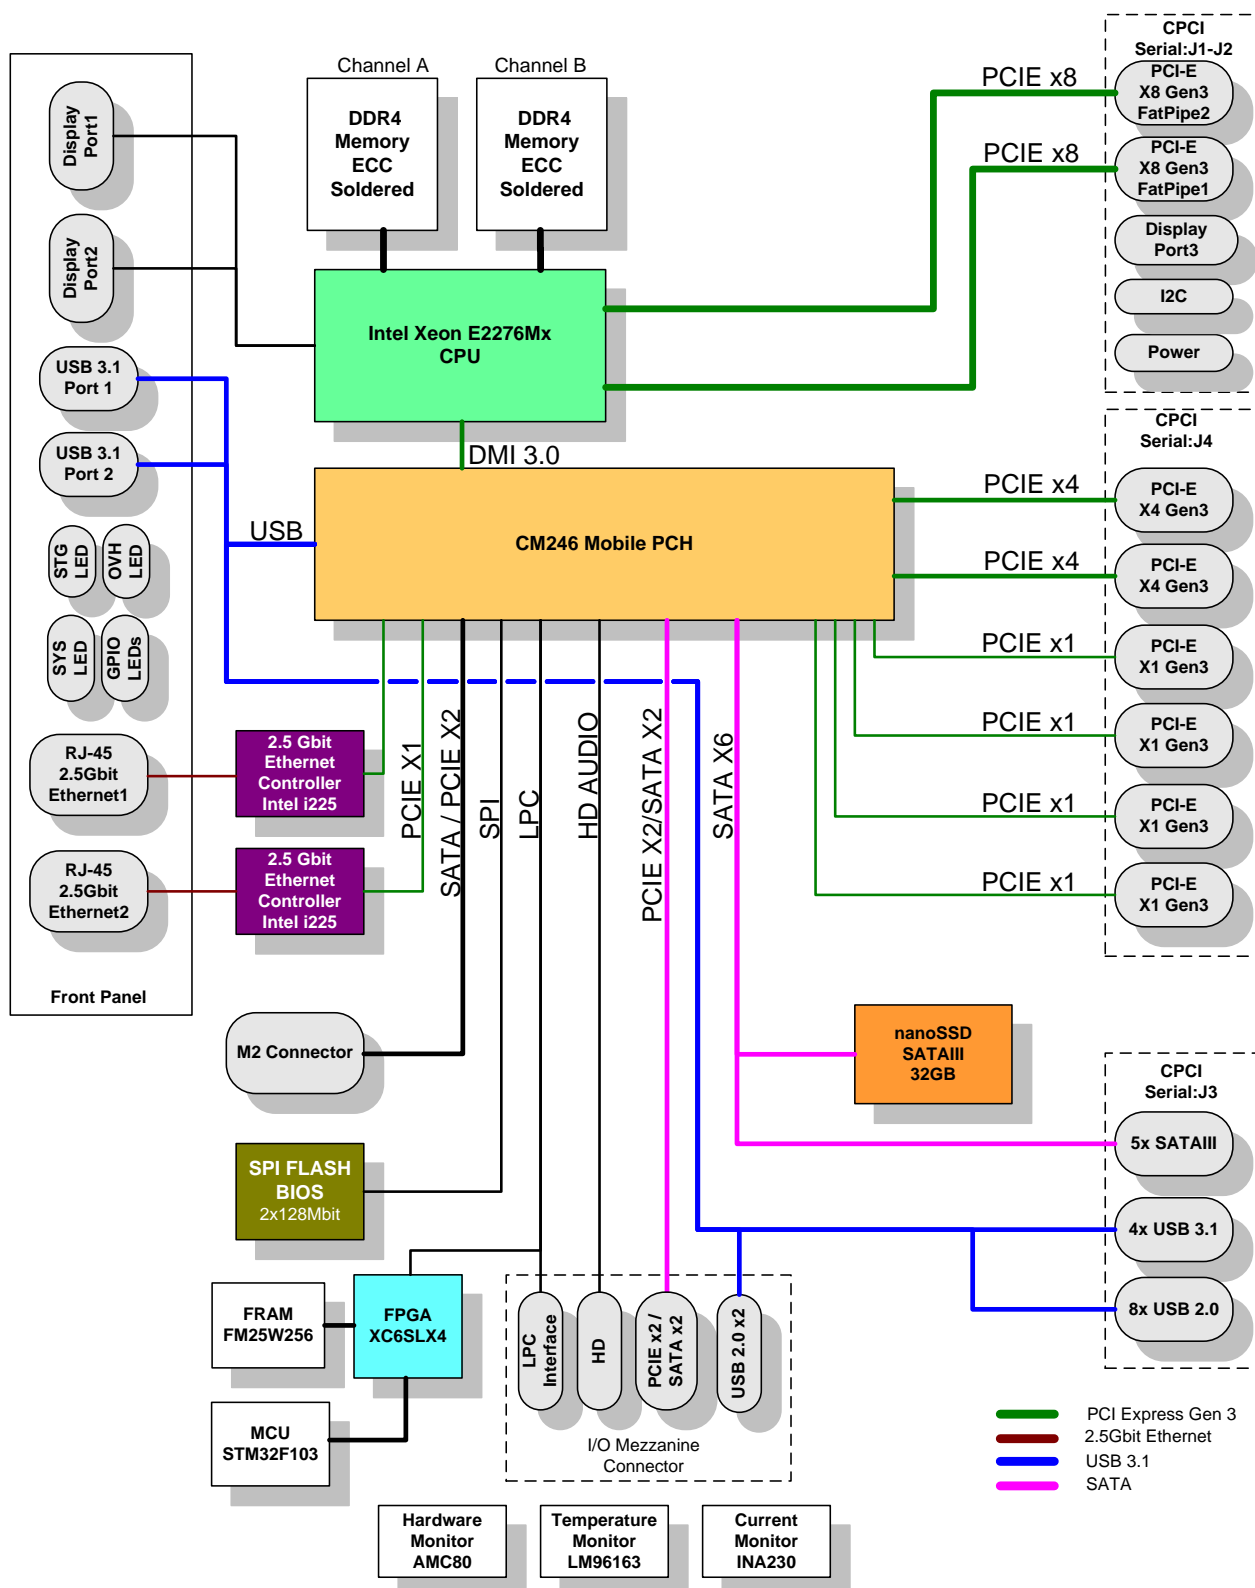 CPCI
Serial:J1-J2
PCI-E
X8 Gen3
FatPipe2
PCI-E
X8 Gen3
FatPipe1
Display
Port3
I2C
Power
PCIE x8
PCIE x8
Channel A
Channel B
DDR4
Memory
ECC
Soldered
DDR4
Memory
ECC
Soldered
Display
Port1
Display
Port2
USB 3.1
Port 1
USB 3.1
Port 2
STG
LED
OVH
LED
SYS
LED
GPIO
LEDs
RJ-45
2.5Gbit
Ethernet1
RJ-45
2.5Gbit
Ethernet2
Front Panel
Intel Xeon E2276Mx
CPU
DMI 3.0
USB
CM246 Mobile PCH
CPCI
Serial:J4
PCIE x4
PCI-E
X4 Gen3
PCIE x4
PCI-E
X4 Gen3
PCIE x1
PCI-E
X1 Gen3
PCIE x1
PCI-E
X1 Gen3
PCIE x1
PCI-E
X1 Gen3
PCIE x1
PCI-E
X1 Gen3
2.5 Gbit
Ethernet
Controller
Intel i225
2.5 Gbit
Ethernet
Controller
Intel i225
PCIE X1
SATA / PCIE X2
SPI
LPC
HD AUDIO
PCIE X2/SATA X2
SATA X6
M2 Connector
nanoSSD
SATAIII
32GB
CPCI
Serial:J3
5x SATAIII
4x USB 3.1
8x USB 2.0
SPI FLASH
BIOS
2x128Mbit
FRAM
FM25W256
FPGA
XC6SLX4
MCU
STM32F103
LPC
Interface
HD
PCIE x2 /
SATA x2
USB 2.0 x2
I/O Mezzanine
Connector
PCI Express Gen 3
2.5Gbit Ethernet
USB 3.1
SATA
Hardware
Monitor
AMC80
Temperature
Monitor
LM96163
Current
Monitor
INA230